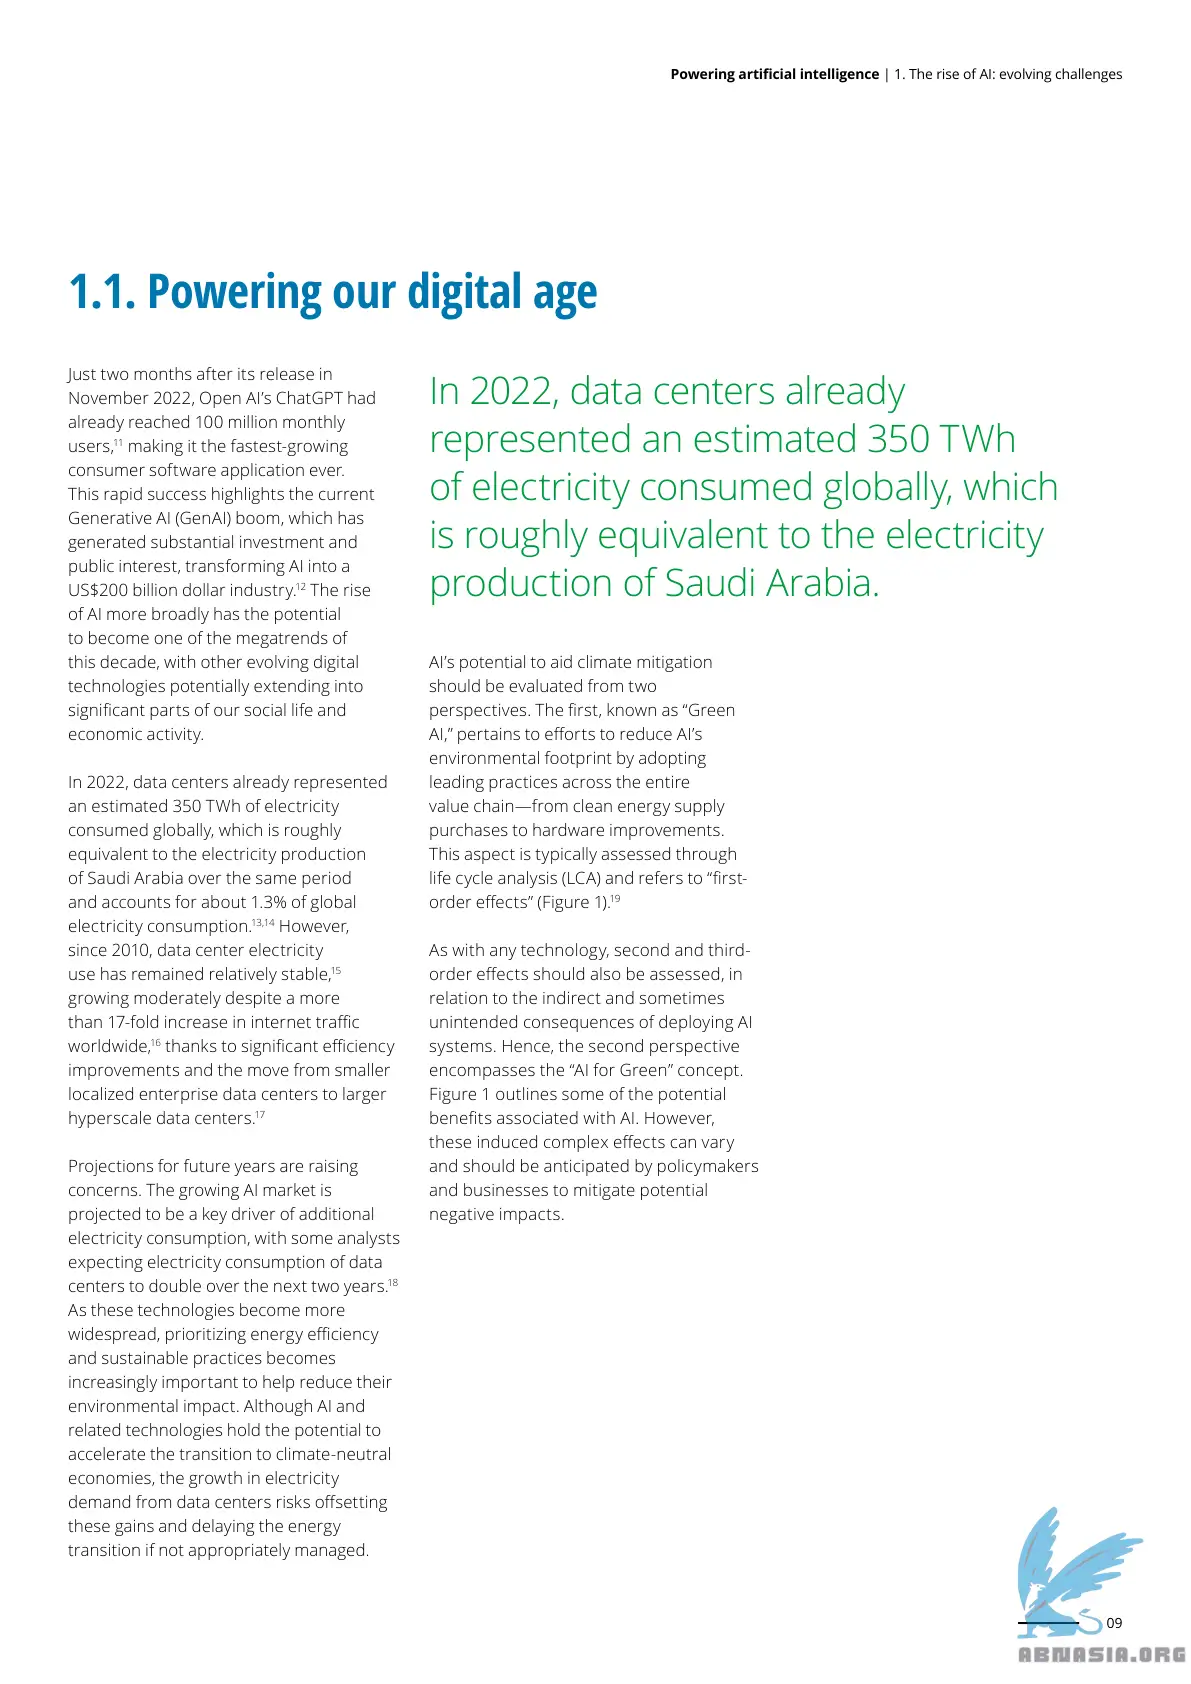 Powering artificial intelligence | 1. The rise of AI: evolving challenges
1.1. Powering our digital age
Just two months after its release in
November 2022, Open AI’s ChatGPT had
already reached 100 million monthly
users,11 making it the fastest-growing
consumer software application ever.
This rapid success highlights the current
Generative AI (GenAI) boom, which has
generated substantial investment and
public interest, transforming AI into a
US$200 billion dollar industry.12 The rise
of AI more broadly has the potential
to become one of the megatrends of
this decade, with other evolving digital
technologies potentially extending into
significant parts of our social life and
economic activity.
In 2022, data centers already represented
an estimated 350 TWh of electricity
consumed globally, which is roughly
equivalent to the electricity production
of Saudi Arabia over the same period
and accounts for about 1.3% of global
electricity consumption.13,14 However,
since 2010, data center electricity
use has remained relatively stable,15
growing moderately despite a more
than 17-fold increase in internet traffic
worldwide,16 thanks to significant efficiency
improvements and the move from smaller
localized enterprise data centers to larger
hyperscale data centers.17
Projections for future years are raising
concerns. The growing AI market is
projected to be a key driver of additional
electricity consumption, with some analysts
expecting electricity consumption of data
centers to double over the next two years.18
As these technologies become more
widespread, prioritizing energy efficiency
and sustainable practices becomes
increasingly important to help reduce their
environmental impact. Although AI and
related technologies hold the potential to
accelerate the transition to climate-neutral
economies, the growth in electricity
demand from data centers risks offsetting
these gains and delaying the energy
transition if not appropriately managed.
In 2022, data centers already
represented an estimated 350 TWh
of electricity consumed globally, which
is roughly equivalent to the electricity
production of Saudi Arabia.
AI’s potential to aid climate mitigation
should be evaluated from two
perspectives. The first, known as “Green
AI,” pertains to efforts to reduce AI’s
environmental footprint by adopting
leading practices across the entire
value chain—from clean energy supply
purchases to hardware improvements.
This aspect is typically assessed through
life cycle analysis (LCA) and refers to “first-
order effects” (Figure 1).19
As with any technology, second and third-
order effects should also be assessed, in
relation to the indirect and sometimes
unintended consequences of deploying AI
systems. Hence, the second perspective
encompasses the “AI for Green” concept.
Figure 1 outlines some of the potential
benefits associated with AI. However,
these induced complex effects can vary
and should be anticipated by policymakers
and businesses to mitigate potential
negative impacts.
09
ABNASIA.ORG